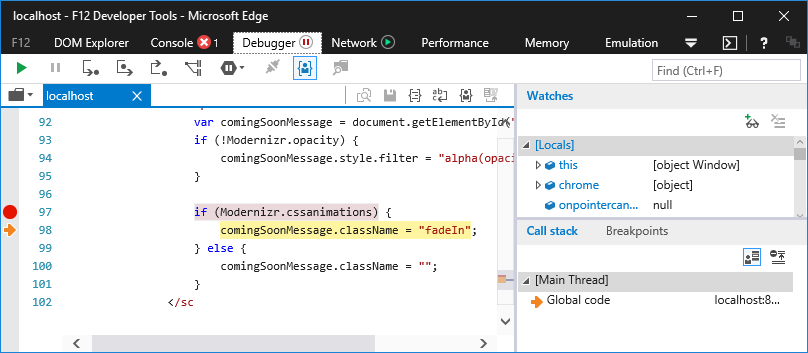 localhost - F12 Developer Tools - Microsoft Edge
F12 DOM Explorer Console 1 Debugger Network Performance Memory Emulation ?
Find (Ctrl+F)
localhost
92 var comingSoonMessage = document.getElementById("
93 if (!Modernizr.opacity) {
94 comingSoonMessage.style.filter = "alpha(opaci
95 }
96
97 if (Modernizr.cssanimations) {
98 comingSoonMessage.className = "fadeIn";
99 } else {
100 comingSoonMessage.className = "";
101 }
102 </sc
Watches
[Locals]
this [object Window]
chrome [object]
onpointercan... null
Call stack Breakpoints
[Main Thread]
Global code localhost:8...